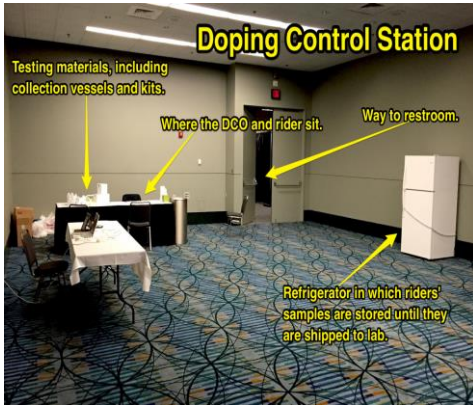 Doping Control Station
Testing materials, including
collection vessels and kits.
Where the DCO and rider sit.
Way to restroom.
Refrigerator in which riders'
samples are stored until they
are shipped to lab.